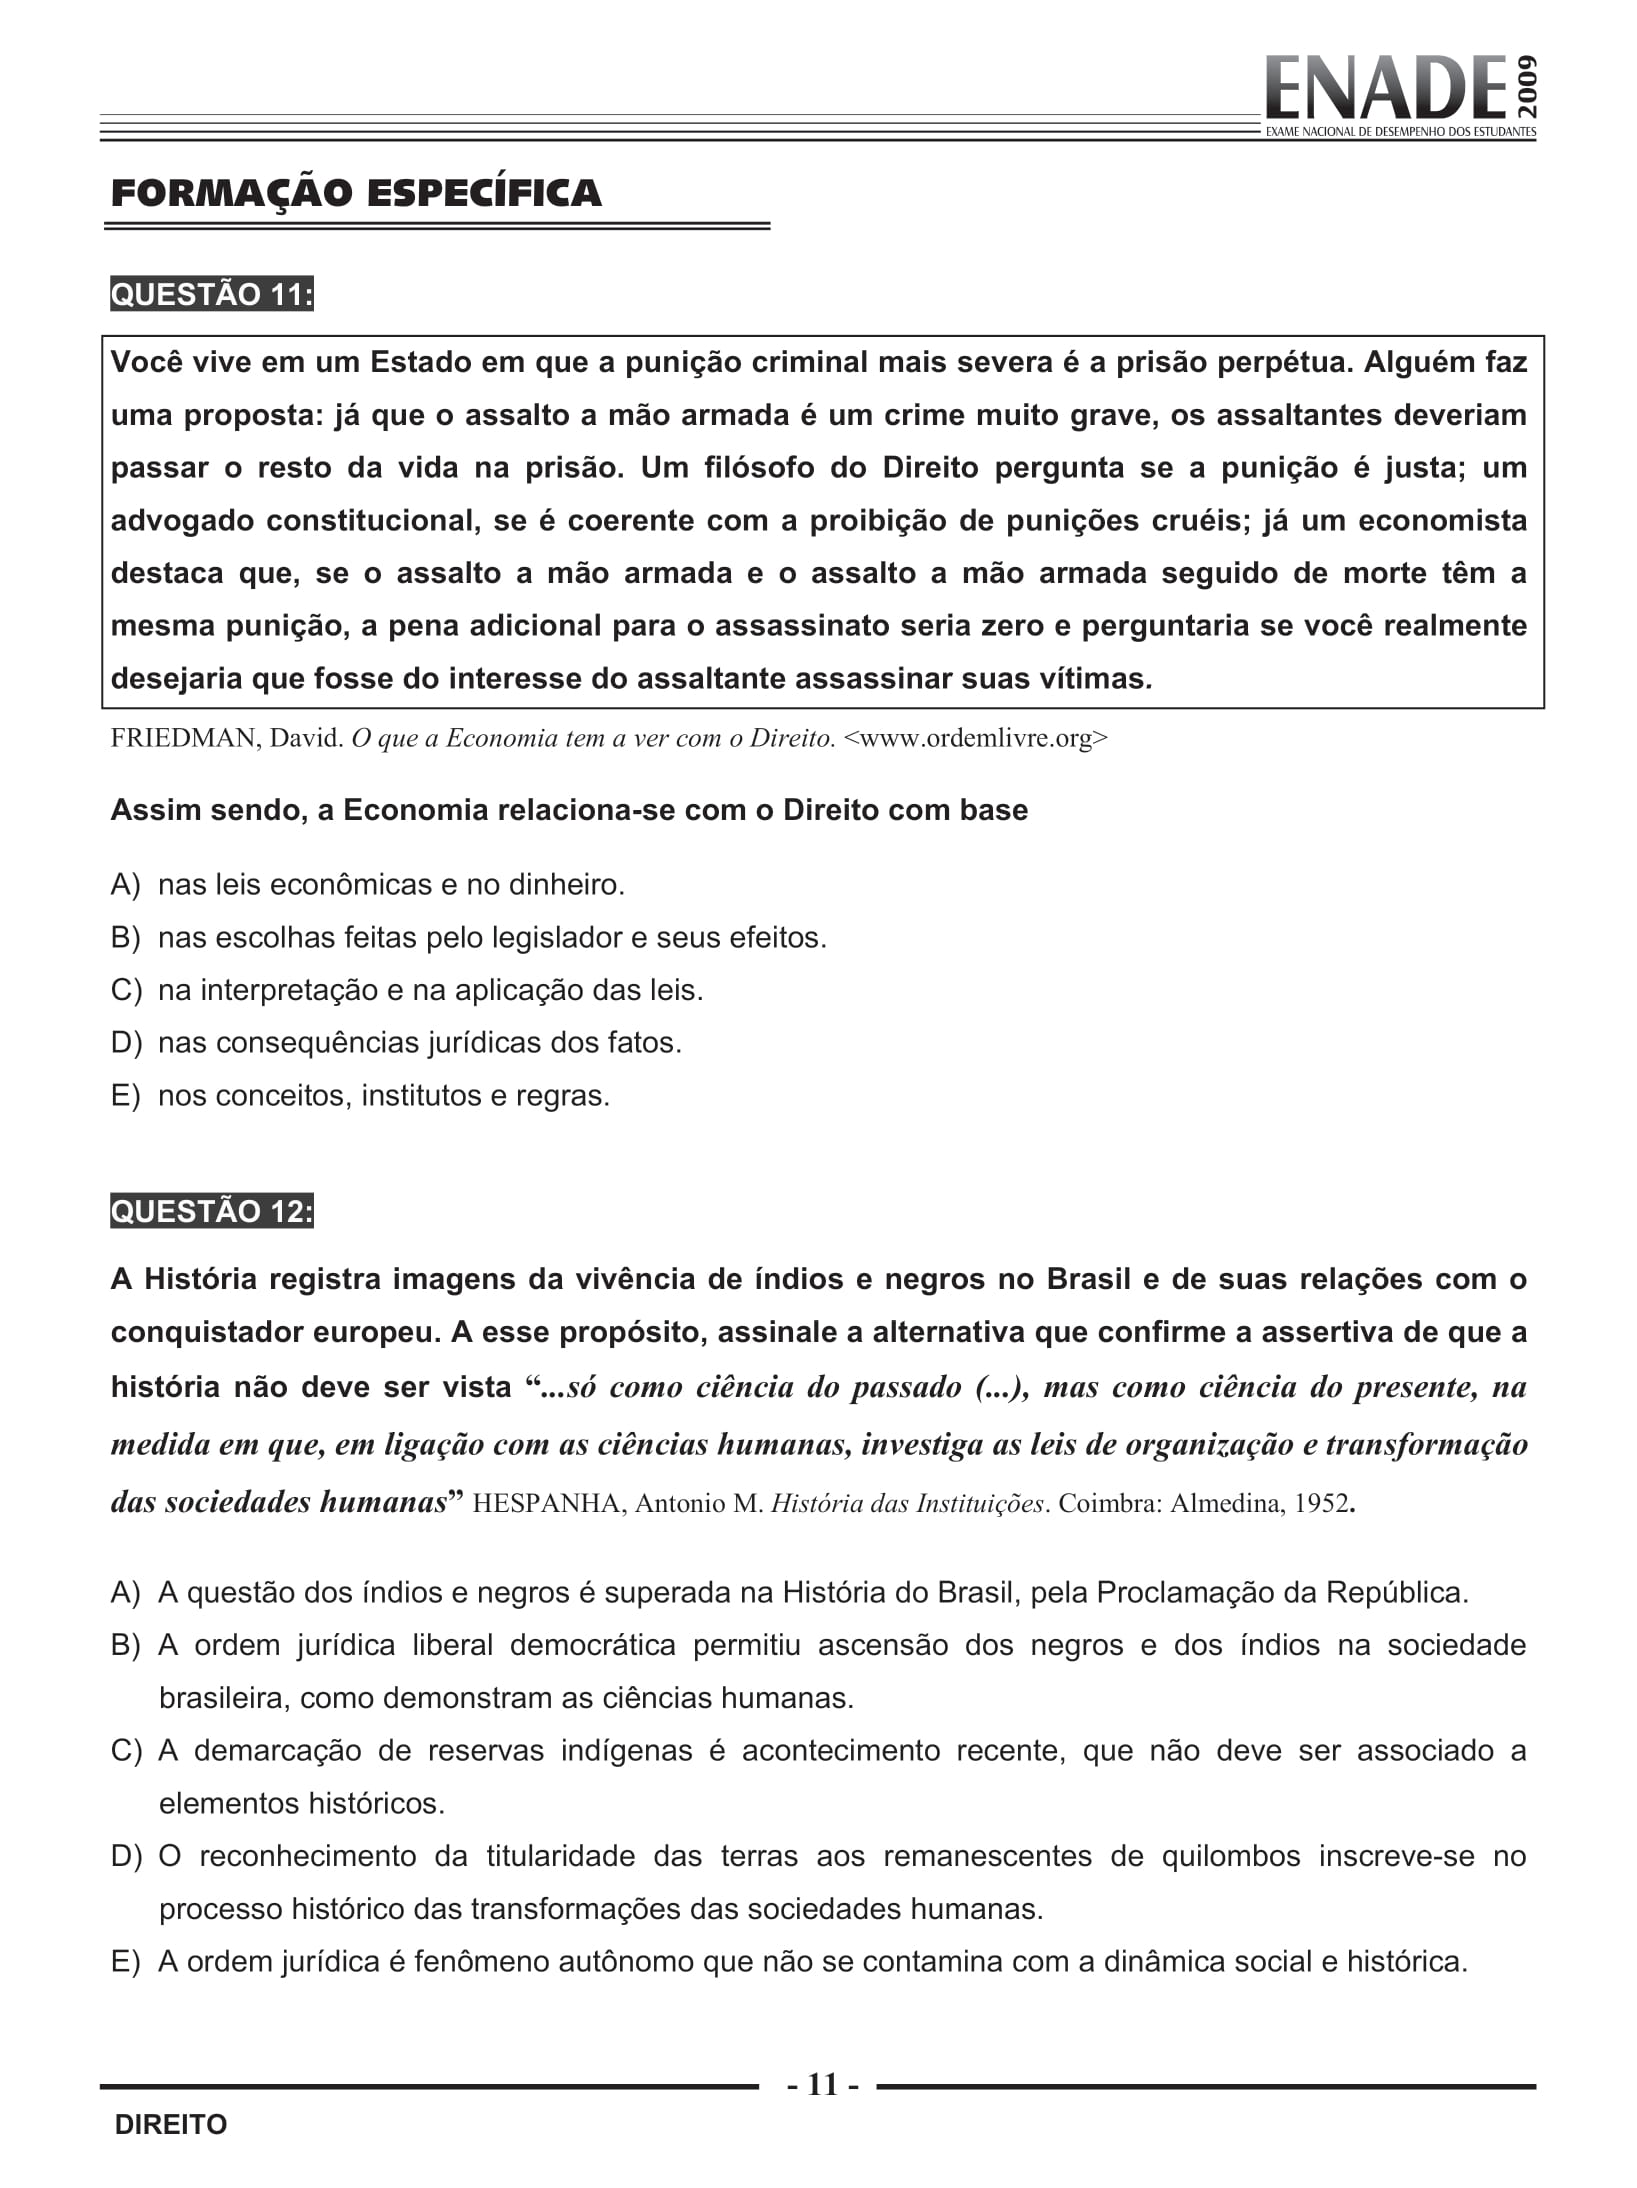 ENADE 2009
EXAME NACIONAL DE DESEMPENHO DOS ESTUDANTES
FORMAÇÃO ESPECÍFICA
QUESTÃO 11:
Você vive em um Estado em que a punição criminal mais severa é a prisão perpétua. Alguém faz
uma proposta: já que o assalto a mão armada é um crime muito grave, os assaltantes deveriam
passar o resto da vida na prisão. Um filósofo do Direito pergunta se a punição é justa; um
advogado constitucional, se é coerente com a proibição de punições cruéis; já um economista
destaca que, se o assalto a mão armada e o assalto a mão armada seguido de morte têm a
mesma punição, a pena adicional para o assassinato seria zero e perguntaria se você realmente
desejaria que fosse do interesse do assaltante assassinar suas vítimas.
FRIEDMAN, David. O que a Economia tem a ver com o Direito. <www.ordemlivre.org>
Assim sendo, a Economia relaciona-se com o Direito com base
A) nas leis econômicas e no dinheiro.
B) nas escolhas feitas pelo legislador e seus efeitos.
C) na interpretação e na aplicação das leis.
D) nas consequências jurídicas dos fatos.
E) nos conceitos, institutos e regras.
QUESTÃO 12:
A História registra imagens da vivência de índios e negros no Brasil e de suas relações com o
conquistador europeu. A esse propósito, assinale a alternativa que confirme a assertiva de que a
história não deve ser vista “...só como ciência do passado (...), mas como ciência do presente, na
medida em que, em ligação com as ciências humanas, investiga as leis de organização e transformação
das sociedades humanas” HESPANHA, Antonio M. História das Instituições. Coimbra: Almedina, 1952.
A) A questão dos índios e negros é superada na História do Brasil, pela Proclamação da República.
B) A ordem jurídica liberal democrática permitiu ascensão dos negros e dos índios na sociedade
brasileira, como demonstram as ciências humanas.
C) A demarcação de reservas indígenas é acontecimento recente, que não deve ser associado a
elementos históricos.
D) O reconhecimento da titularidade das terras aos remanescentes de quilombos inscreve-se no
processo histórico das transformações das sociedades humanas.
E) A ordem jurídica é fenômeno autônomo que não se contamina com a dinâmica social e histórica.
- 11 -
DIREITO